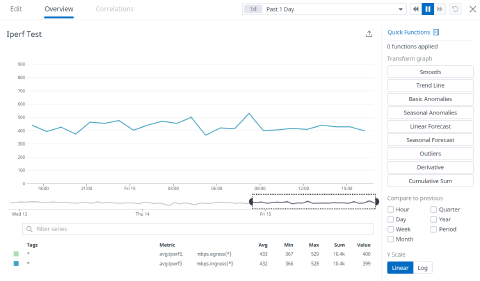 Edit Overview Correlations 1d Past 1 Day
Iperf Test
900
800
700
600
500
400
300
200
100
0
18:00 21:00 Fri 15 03:00 06:00 09:00 12:00 15:00
Wed 13 Thu 14 Fri 15
Filter series
Tags Metric Avg Min Max Sum Value
* avg:iperf3. mbps.egress{*} 433 367 529 10.4k 400
* avg:iperf3. mbps.ingress{*} 432 366 528 10.4k 399
Quick Functions
0 functions applied
Transform graph
Smooth
Trend Line
Basic Anomalies
Seasonal Anomalies
Linear Forecast
Seasonal Forecast
Outliers
Derivative
Cumulative Sum
Compare to previous
Hour Quarter
Day Year
Week Period
Month
Y Scale
Linear Log